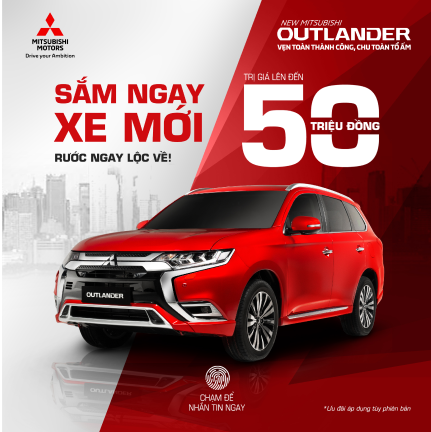 MITSUBISHI
MOTORS
Drive your Ambition
NEW MITSUBISHI
OUTLANDER
VẸN TOÀN THÀNH CÔNG, CHU TOÀN TỔ ẤM
SẮM NGAY
XE MỚI
RƯỚC NGAY LỘC VỀ!
TRỊ GIÁ LÊN ĐẾN
50
TRIỆU ĐỒNG
OUTLANDER
CHẠM ĐỂ
NHẮN TIN NGAY
*Ưu đãi áp dụng tùy phiên bản